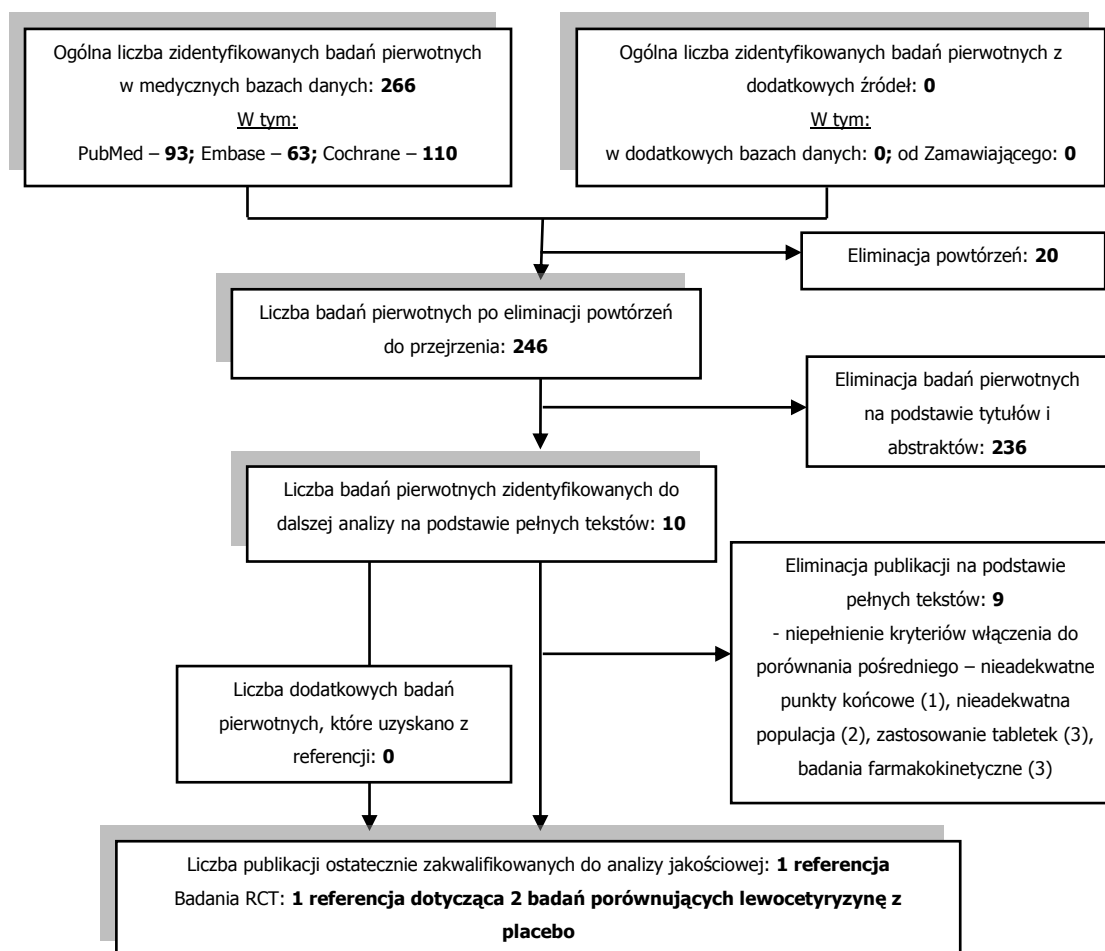 Ogólna liczba zidentyfikowanych badań pierwotnych
w medycznych bazach danych: 266
W tym:
PubMed – 93; Embase – 63; Cochrane – 110
Ogólna liczba zidentyfikowanych badań pierwotnych z
dodatkowych źródeł: 0
W tym:
w dodatkowych bazach danych: 0; od Zamawiającego: 0
Eliminacja powtórzeń: 20
Liczba badań pierwotnych po eliminacji powtórzeń
do przejrzenia: 246
Eliminacja badań pierwotnych
na podstawie tytułów i
abstraktów: 236
Liczba badań pierwotnych zidentyfikowanych do
dalszej analizy na podstawie pełnych tekstów: 10
Eliminacja publikacji na podstawie
pełnych tekstów: 9
- niepełnienie kryteriów włączenia do
porównania pośredniego – nieadekwatne
punkty końcowe (1), nieadekwatna
populacja (2), zastosowanie tabletek (3),
badania farmakokinetyczne (3)
Liczba dodatkowych badań
pierwotnych, które uzyskano z
referencji: 0
Liczba publikacji ostatecznie zakwalifikowanych do analizy jakościowej: 1 referencja
Badania RCT: 1 referencja dotycząca 2 badań porównujących lewocetyryzynę z
placebo